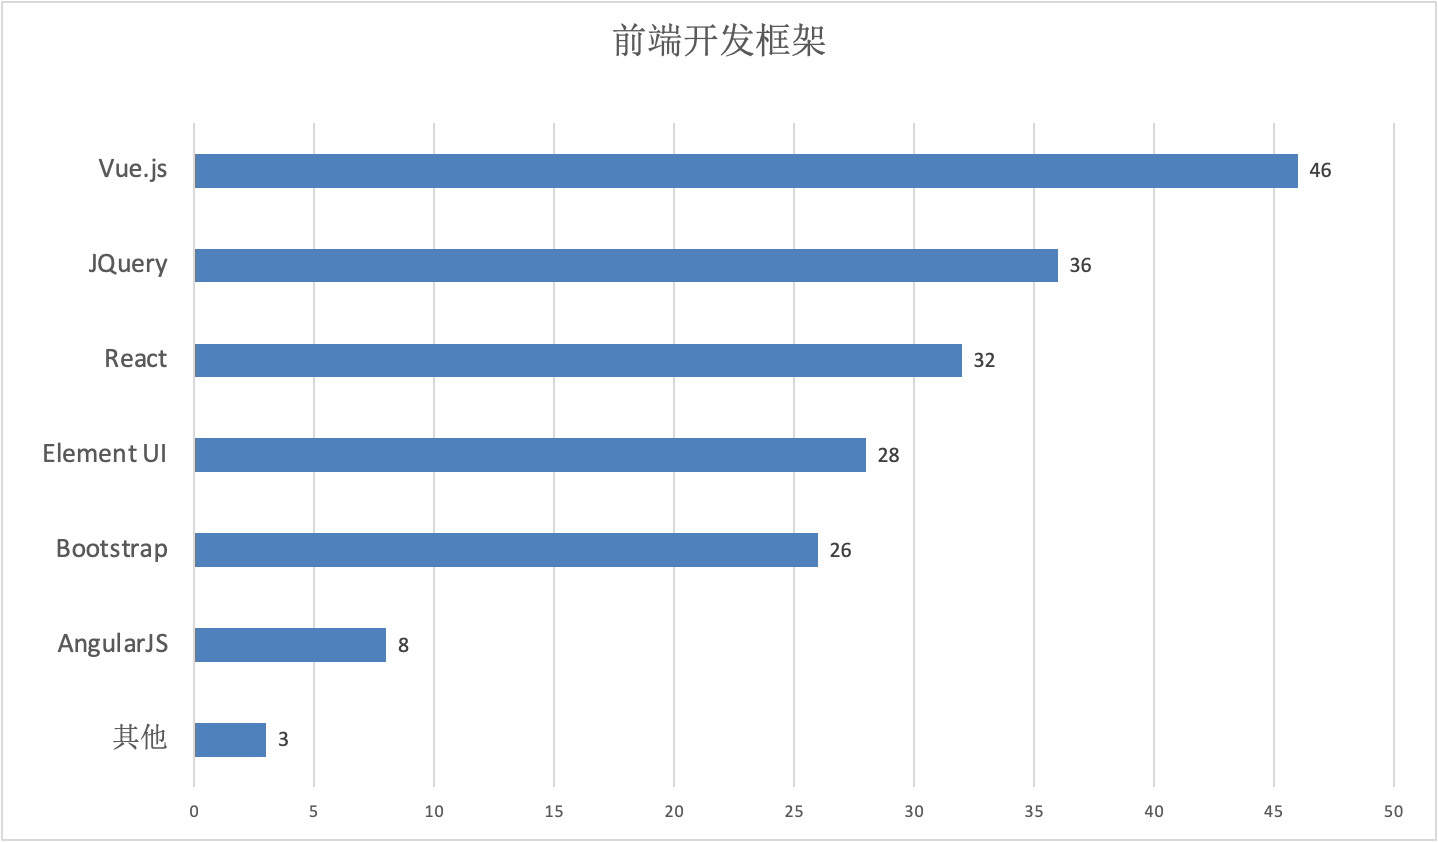 前端开发框架
Vue.js 46
JQuery 36
React 32
Element UI 28
Bootstrap 26
AngularJS 8
其他 3
0 5 10 15 20 25 30 35 40 45 50